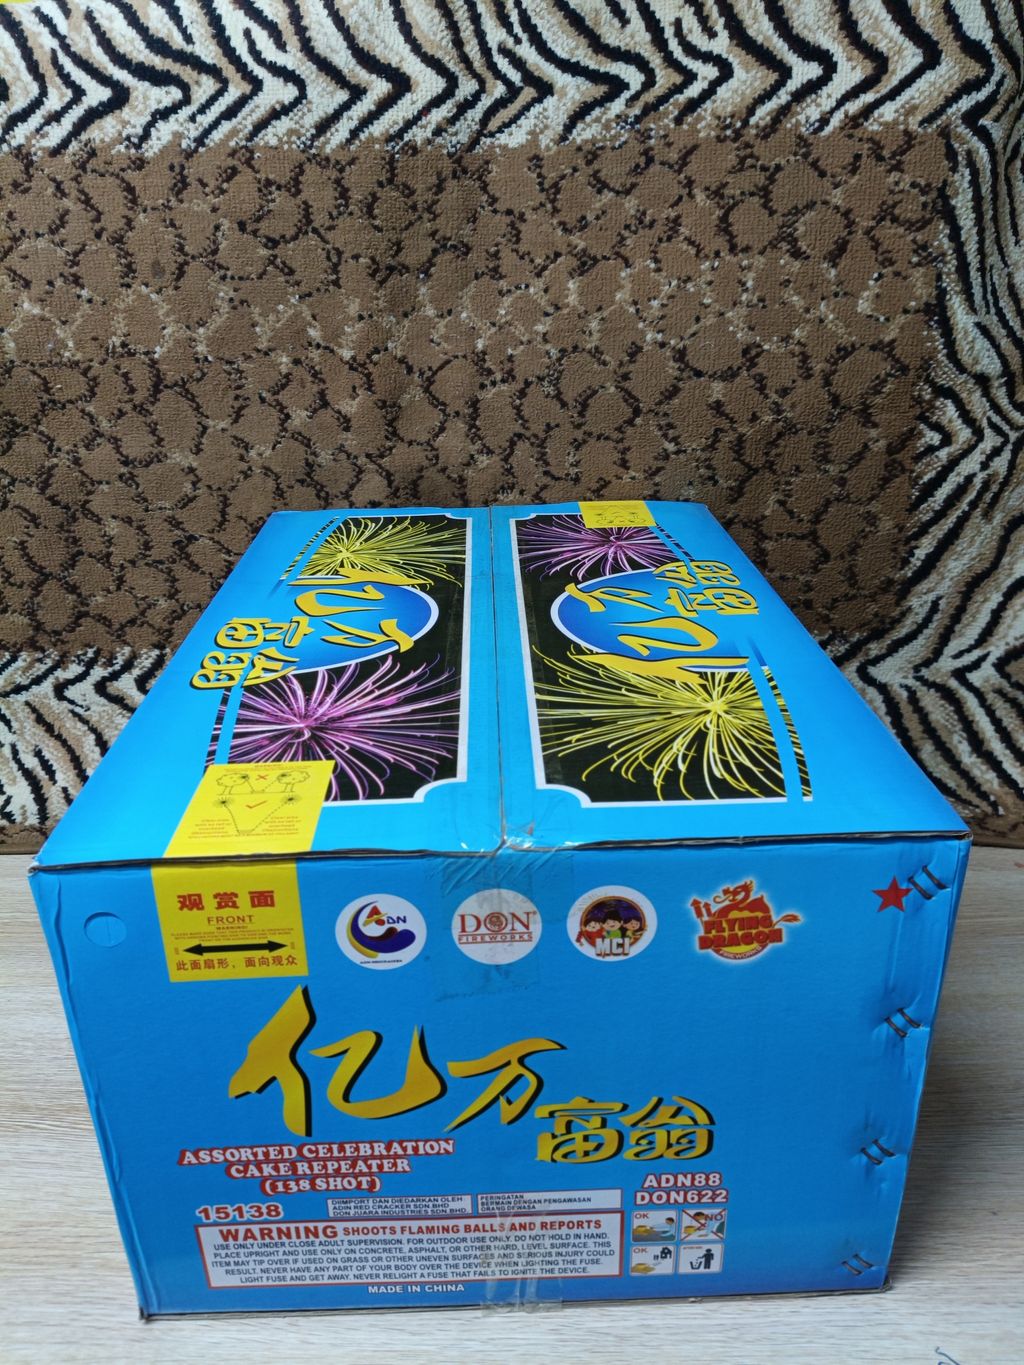 亿万
富翁
亿万
富翁
观赏面
FRONT
WARNING!
此面扇形，面向观众
ADN
DON
FIREWORKS
MCI
FLYING
DRAGON
FIREWORKS
亿万
富翁
ASSORTED CELEBRATION
CAKE REPEATER
(138 SHOT)
15138
DIIMPORT DAN DIEDARKAN OLEH
ADIN RED CRACKER SDN.BHD
DON JUARA INDUSTRIES SDN.BHD.
PERINGATAN
BERMAIN DENGAN PENGAWASAN
ORANG DEWASA
ADN88
DON622
WARNING SHOOTS FLAMING BALLS AND REPORTS
USE ONLY UNDER CLOSE ADULT SUPERVISION. FOR OUTDOOR USE ONLY. DO NOT HOLD IN HAND.
PLACE UPRIGHT AND USE ONLY ON CONCRETE, ASPHALT, OR OTHER HARD, LEVEL SURFACE. THIS
ITEM MAY TIP OVER IF USED ON GRASS OR OTHER UNEVEN SURFACES AND SERIOUS INJURY COULD
RESULT. NEVER HAVE ANY PART OF YOUR BODY OVER THE DEVICE WHEN LIGHTING THE FUSE.
LIGHT FUSE AND GET AWAY. NEVER RELIGHT A FUSE THAT FAILS TO IGNITE THE DEVICE.
MADE IN CHINA
OK
NO
OK